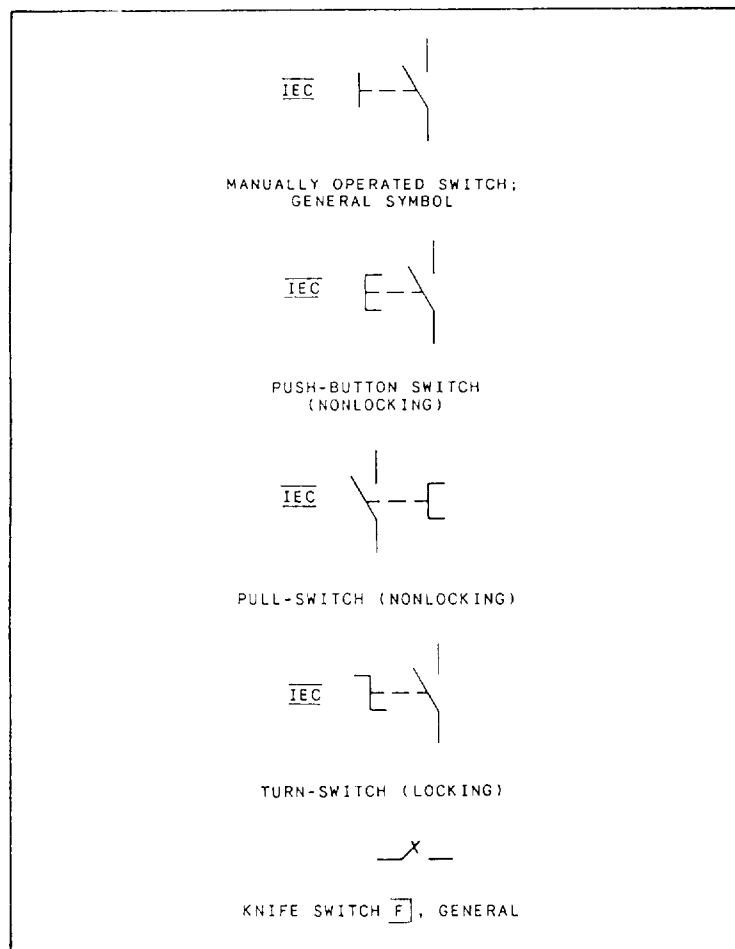 IEC
MANUALLY OPERATED SWITCH;
GENERAL SYMBOL
IEC
PUSH-BUTTON SWITCH
(NONLOCKING)
IEC
PULL-SWITCH (NONLOCKING)
IEC
TURN-SWITCH (LOCKING)
KNIFE SWITCH F, GENERAL